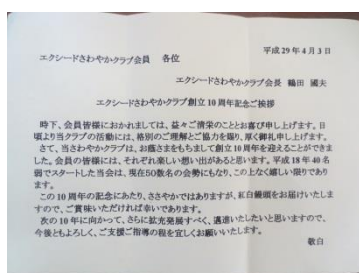 平成29年4月3日
エクシードさわやかクラブ会員　各位
エクシードさわやかクラブ会長　鶴田　國夫
エクシードさわやかクラブ創立10周年記念ご挨拶
時下、会員皆様におかれましては、益々ご清栄のこととお喜び申し上げます。日
頃より当クラブの活動には、格別のご理解とご協力を賜り、厚く御礼申し上げます。
さて、当さわやかクラブは、お蔭さまをもちまして創立10周年を迎えることができま
した。会員の皆様には、それぞれ楽しい想い出があると思います。平成18年40名
弱でスタートした当会は、現在50数名の会勢にもなり、この上なく嬉しい限りであり
ます。
この10周年の記念にあたり、ささやかではありますが、紅白饅頭をお届けいたしま
すので、ご賞味いただければ幸いであります。
次の10年に向かって、さらに拡充発展すべく、邁進いたしたいと思いますので、
今後ともよろしく、ご支援ご指導の程を宜しくお願いいたします。
敬白